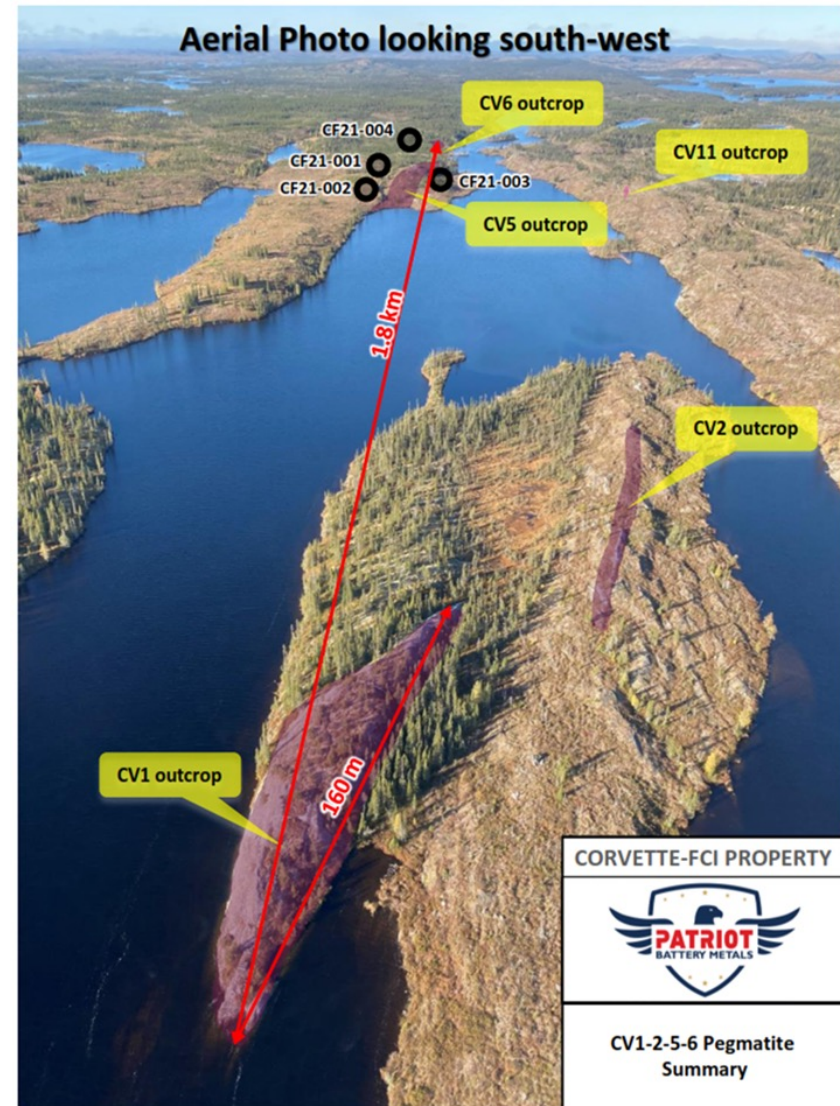 Aerial Photo looking south-west
CV6 outcrop
CF21-004
CV11 outcrop
CF21-001
CF21-002
CF21-003
CV5 outcrop
1.8 km
CV2 outcrop
CV1 outcrop
160 m
CORVETTE-FCI PROPERTY
PATRIOT
BATTERY METALS
CV1-2-5-6 Pegmatite
Summary